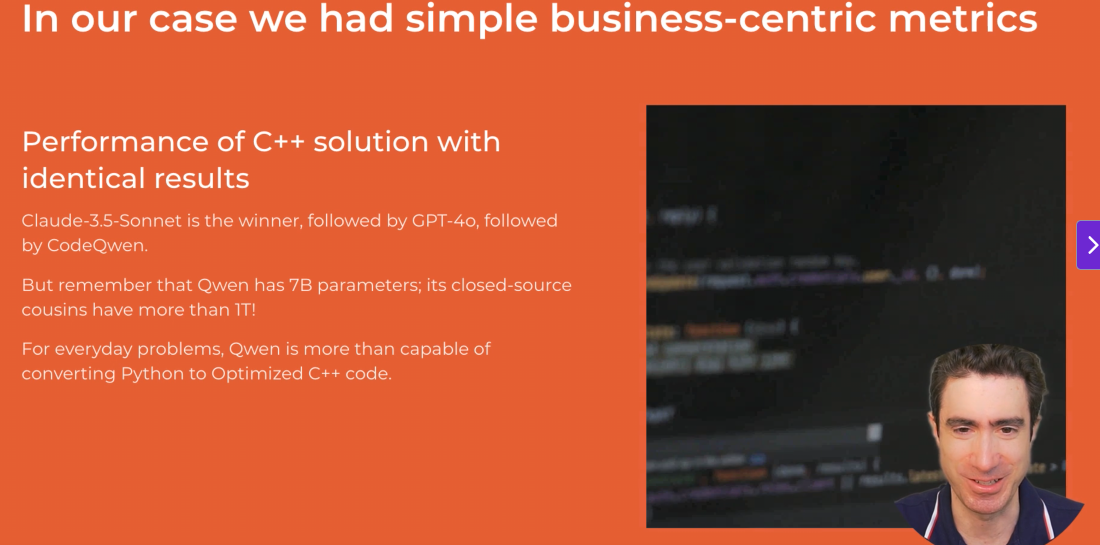 In our case we had simple business-centric metrics
Performance of C++ solution with
identical results
Claude-3.5-Sonnet is the winner, followed by GPT-4o, followed
by CodeQwen.
But remember that Qwen has 7B parameters; its closed-source
cousins have more than 1T!
For everyday problems, Qwen is more than capable of
converting Python to Optimized C++ code.